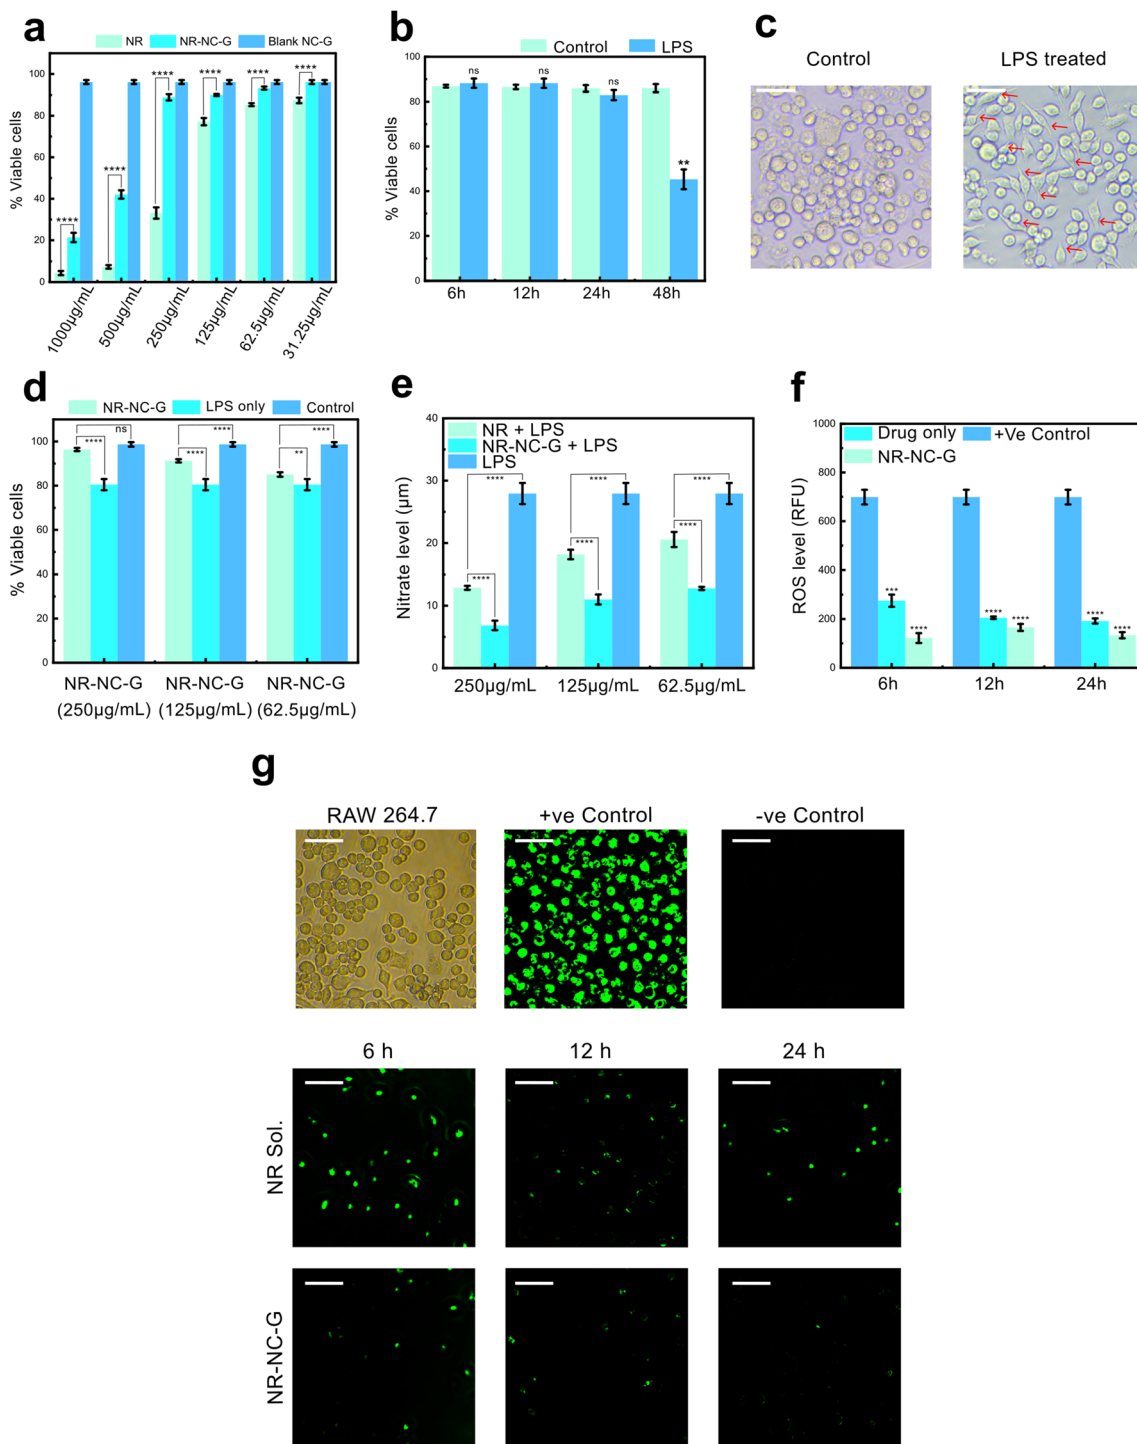 a
NR NR-NC-G Blank NC-G
% Viable cells
100
80
60
40
20
0
**** **** **** **** **** ****
1000µg/mL 500µg/mL 250µg/mL 125µg/mL 62.5µg/mL 31.25µg/mL
b
Control LPS
% Viable cells
100
80
60
40
20
0
ns ns ns **
6h 12h 24h 48h
c
Control LPS treated
d
NR-NC-G LPS only Control
% Viable cells
100
80
60
40
20
0
ns **** ****
**** **** **
NR-NC-G NR-NC-G NR-NC-G
(250µg/mL) (125µg/mL) (62.5µg/mL)
e
NR + LPS
NR-NC-G + LPS
LPS
Nitrate level (µm)
40
30
20
10
0
**** **** ****
**** **** ****
250µg/mL 125µg/mL 62.5µg/mL
f
Drug only +Ve Control
NR-NC-G
ROS level (RFU)
1000
800
600
400
200
0
*** **** **** **** **** ****
6h 12h 24h
g
RAW 264.7 +ve Control -ve Control
6 h 12 h 24 h
NR Sol.
NR-NC-G